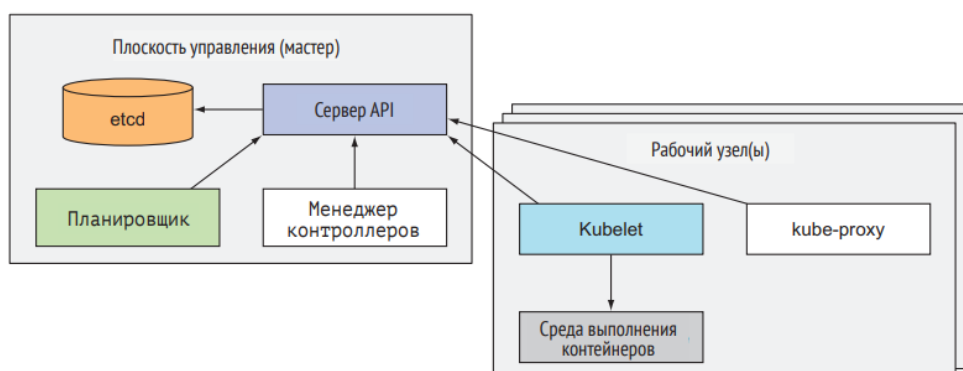 Плоскость управления (мастер)
etcd
Сервер API
Планировщик
Менеджер
контроллеров
Рабочий узел(ы)
Kubelet
kube-proxy
Среда выполнения
контейнеров